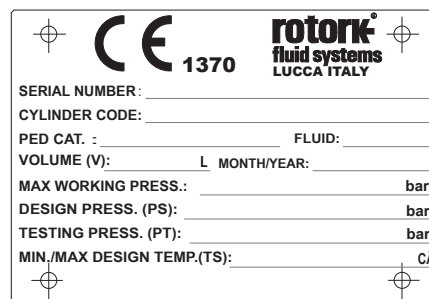 CE 1370
rotork®
fluid systems
LUCCA ITALY
SERIAL NUMBER:
CYLINDER CODE:
PED CAT. : FLUID:
VOLUME (V): L MONTH/YEAR:
MAX WORKING PRESS.: bar
DESIGN PRESS. (PS): bar
TESTING PRESS. (PT): bar
MIN./MAX DESIGN TEMP.(TS):